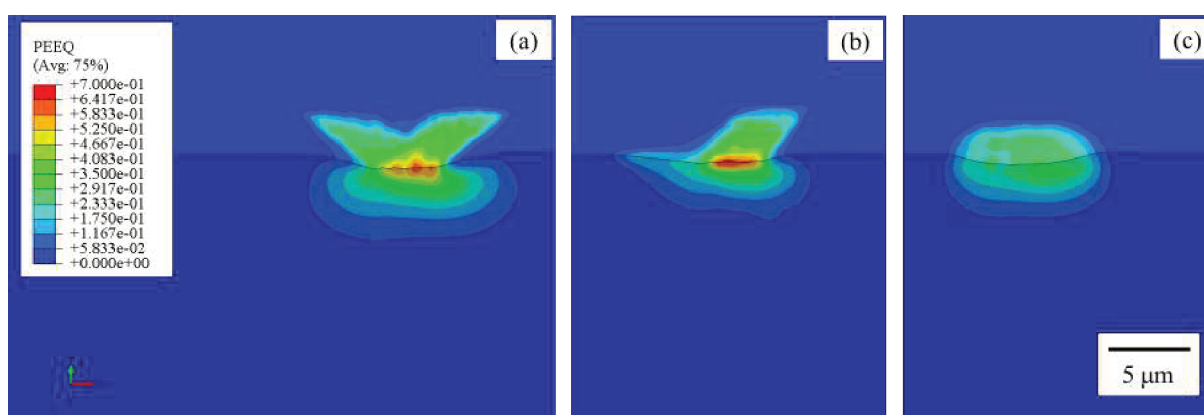 PEEQ
(Avg: 75%)
+7.000e-01
+6.417e-01
+5.833e-01
+5.250e-01
+4.667e-01
+4.083e-01
+3.500e-01
+2.917e-01
+2.333e-01
+1.750e-01
+1.167e-01
+5.833e-02
+0.000e+00
(a)
(b)
(c)
5 μm